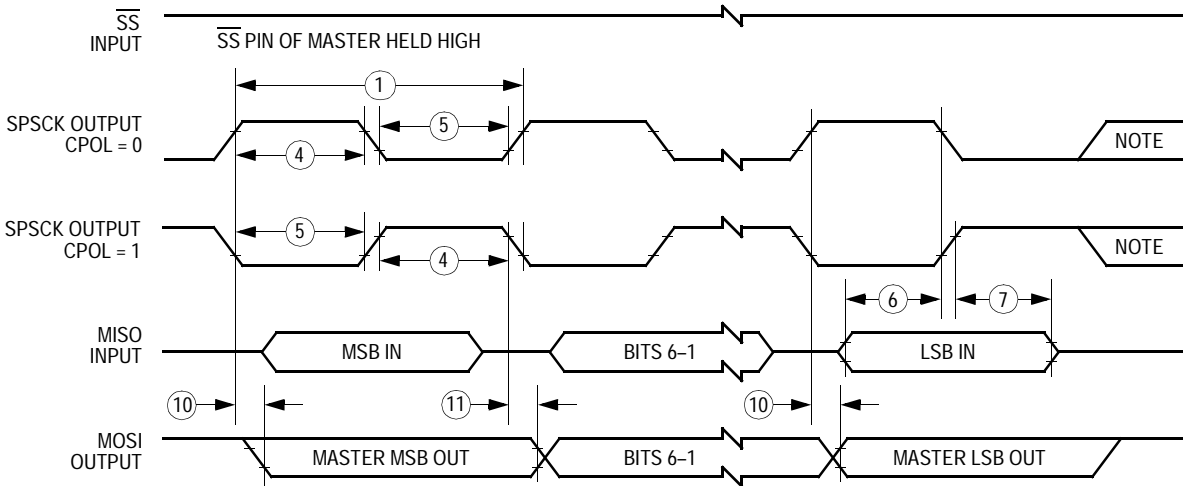 SS
INPUT
SS PIN OF MASTER HELD HIGH
1
SPSCK OUTPUT
CPOL = 0
5
4
NOTE
SPSCK OUTPUT
CPOL = 1
5
4
NOTE
6
7
MISO
INPUT
MSB IN
BITS 6–1
LSB IN
10
11
10
MOSI
OUTPUT
MASTER MSB OUT
BITS 6–1
MASTER LSB OUT